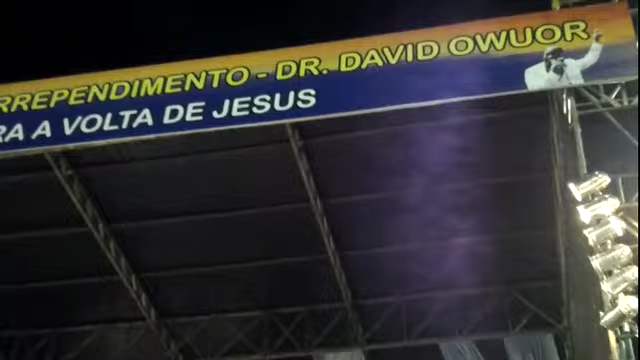 RREPENDIMENTO - DR. DAVID OWUOR
RA A VOLTA DE JESUS